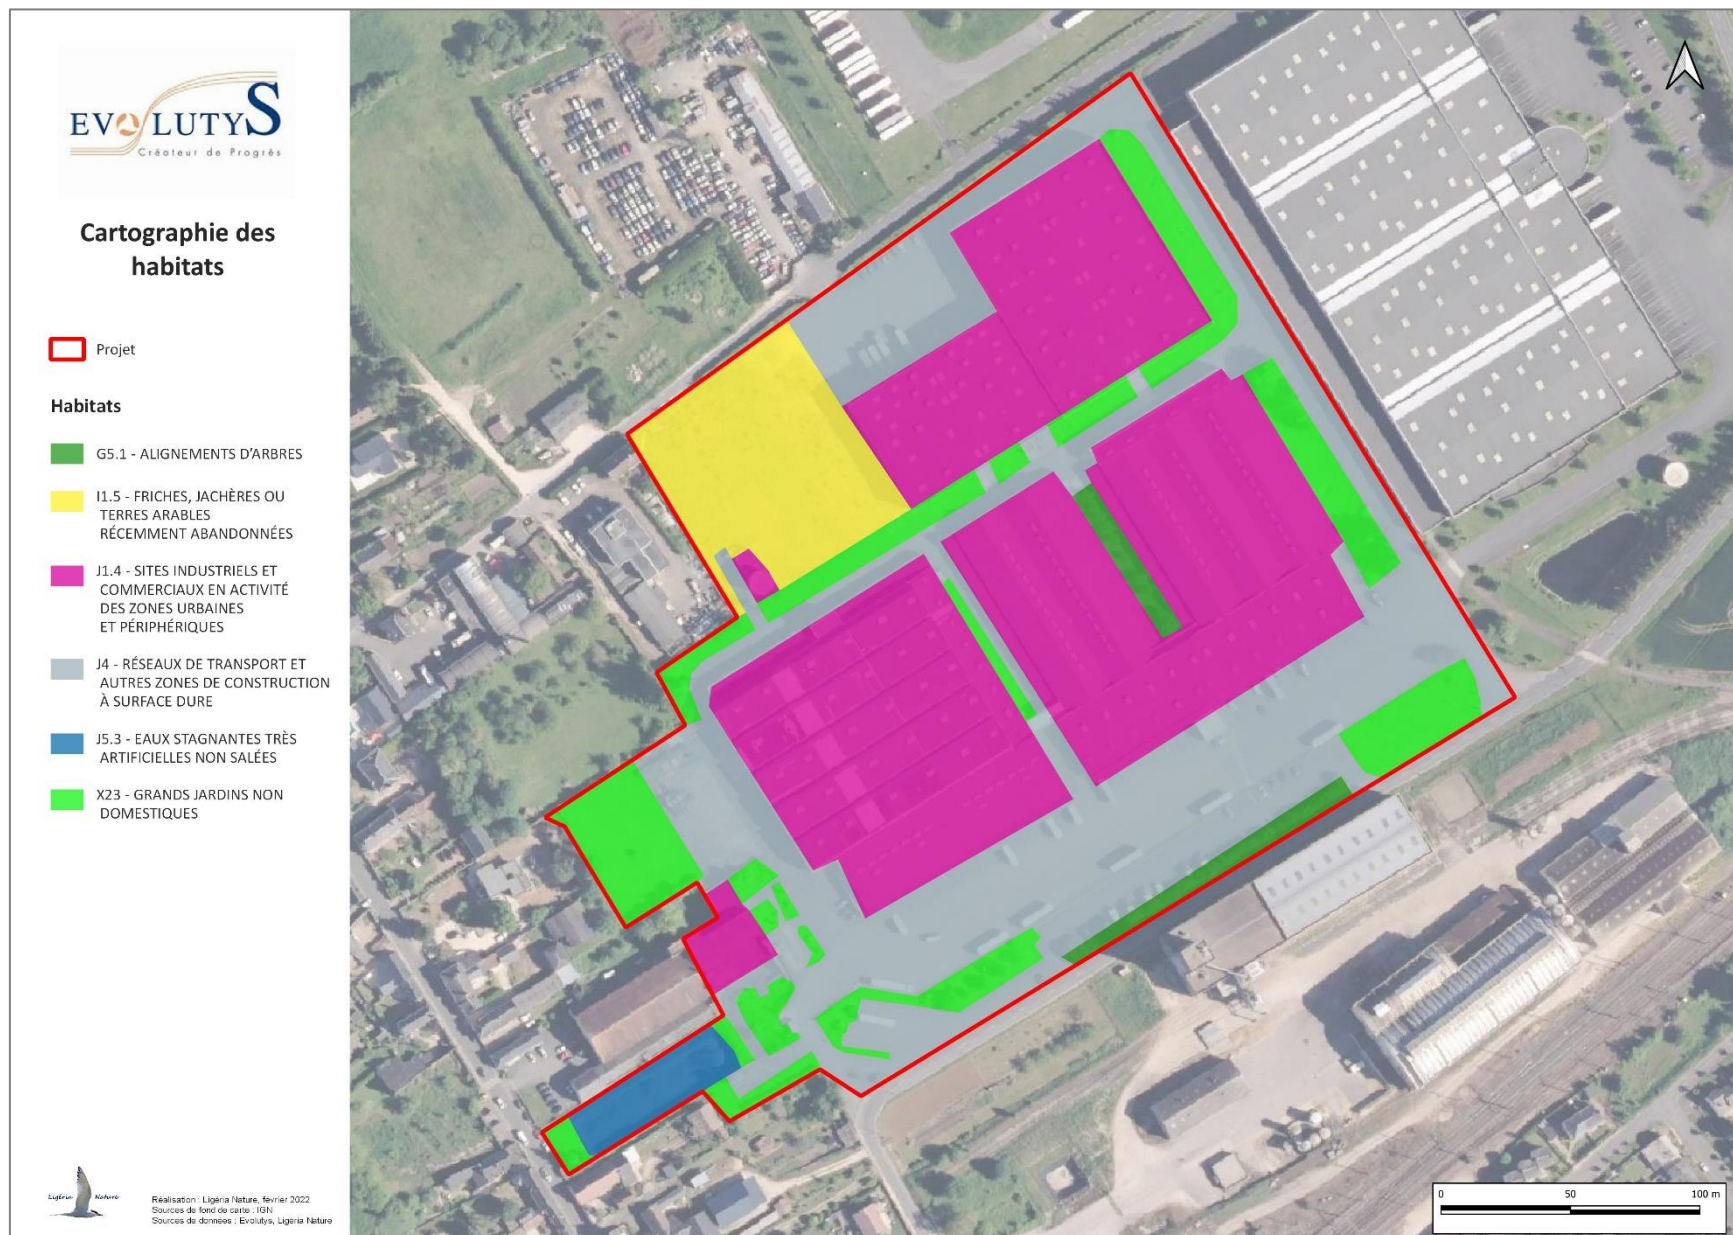 EVOLUTYS
Créateur de Progrès
Cartographie des
habitats
Projet
Habitats
G5.1 - ALIGNEMENTS D'ARBRES
I1.5 - FRICHES, JACHÈRES OU
TERRES ARABLES
RÉCEMMENT ABANDONNÉES
J1.4 - SITES INDUSTRIELS ET
COMMERCIAUX EN ACTIVITÉ
DES ZONES URBAINES
ET PÉRIPHÉRIQUES
J4 - RÉSEAUX DE TRANSPORT ET
AUTRES ZONES DE CONSTRUCTION
À SURFACE DURE
J5.3 - EAUX STAGNANTES TRÈS
ARTIFICIELLES NON SALÉES
X23 - GRANDS JARDINS NON
DOMESTIQUES
Ligéria Nature
Réalisation : Ligéria Nature, février 2022
Sources de fond de carte : IGN
Sources de données : Evolutys, Ligeria Nature
0 50 100 m